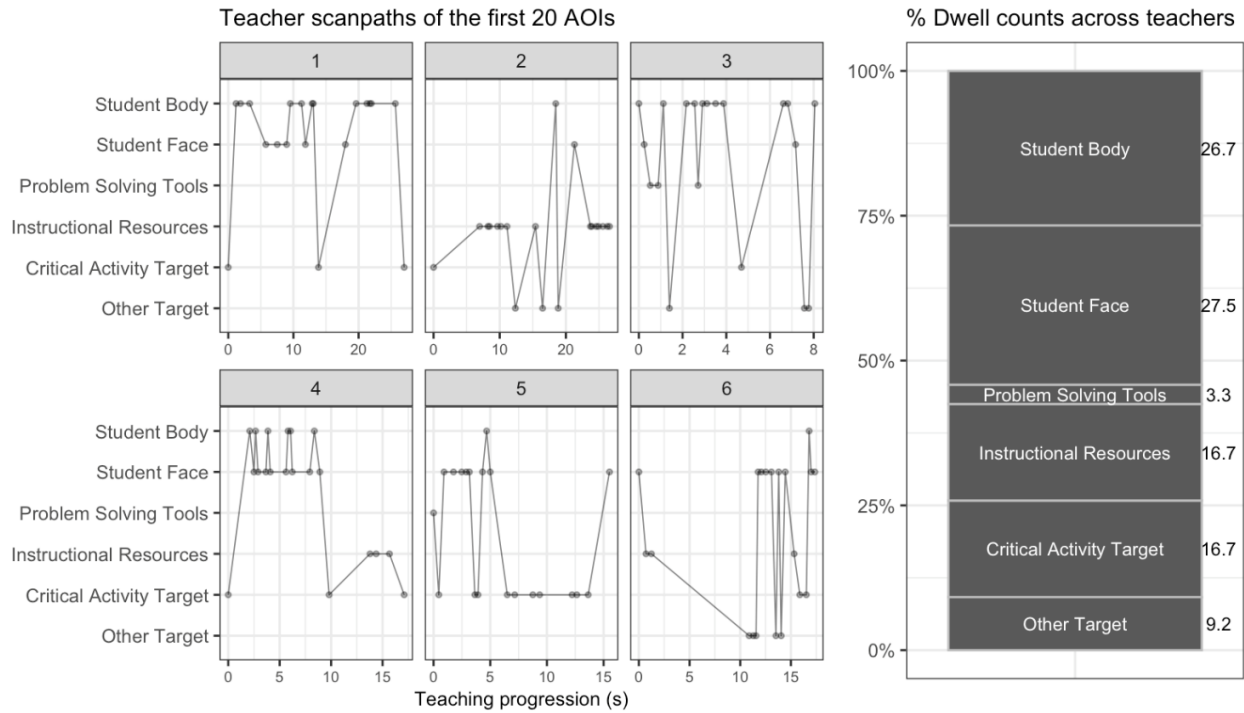 Teacher scanpaths of the first 20 AOIs
1
2
3
Student Body
Student Face
Problem Solving Tools
Instructional Resources
Critical Activity Target
Other Target
0 10 20
0 10 20
0 2 4 6 8
4
5
6
Student Body
Student Face
Problem Solving Tools
Instructional Resources
Critical Activity Target
Other Target
0 5 10 15
0 5 10 15
0 5 10 15
Teaching progression (s)
% Dwell counts across teachers
100%
75%
50%
25%
0%
Student Body 26.7
Student Face 27.5
Problem Solving Tools 3.3
Instructional Resources 16.7
Critical Activity Target 16.7
Other Target 9.2